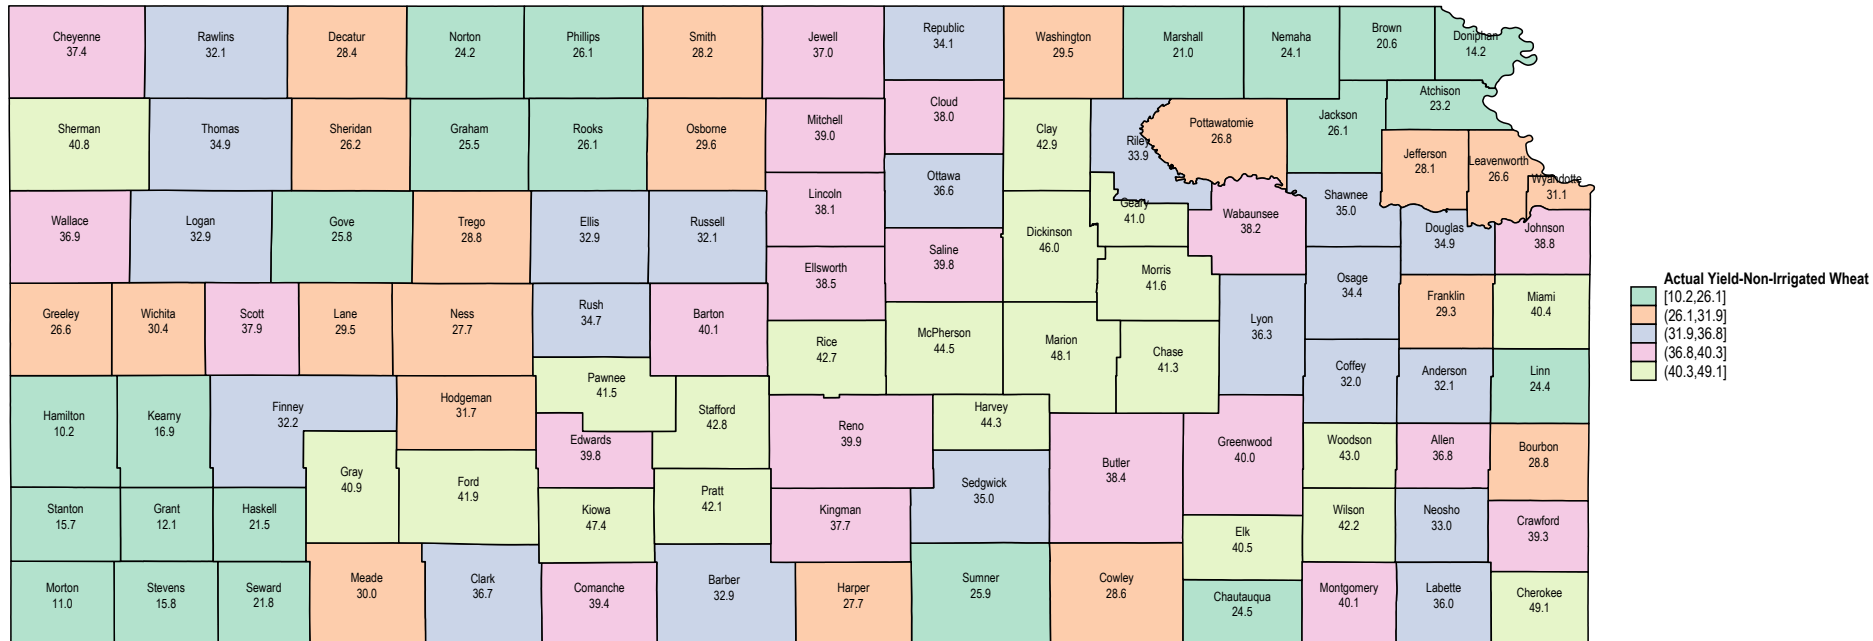 Cheyenne
37.4
Rawlins
32.1
Decatur
28.4
Norton
24.2
Phillips
26.1
Smith
28.2
Jewell
37.0
Republic
34.1
Washington
29.5
Marshall
21.0
Nemaha
24.1
Brown
20.6
Doniphan
14.2
Atchison
23.2
Sherman
40.8
Thomas
34.9
Sheridan
26.2
Graham
25.5
Rooks
26.1
Osborne
29.6
Mitchell
39.0
Cloud
38.0
Clay
42.9
Riley
33.9
Pottawatomie
26.8
Jackson
26.1
Jefferson
28.1
Leavenworth
26.6
Wyandotte
31.1
Lincoln
38.1
Ottawa
36.6
Wallace
36.9
Logan
32.9
Gove
25.8
Trego
28.8
Ellis
32.9
Russell
32.1
Ellsworth
38.5
Saline
39.8
Dickinson
46.0
Geary
41.0
Wabaunsee
38.2
Shawnee
35.0
Douglas
34.9
Johnson
38.8
Morris
41.6
Osage
34.4
Franklin
29.3
Miami
40.4
Actual Yield-Non-Irrigated Wheat
[10.2,26.1]
(26.1,31.9]
(31.9,36.8]
(36.8,40.3]
(40.3,49.1]
Greeley
26.6
Wichita
30.4
Scott
37.9
Lane
29.5
Ness
27.7
Rush
34.7
Barton
40.1
Rice
42.7
McPherson
44.5
Marion
48.1
Chase
41.3
Lyon
36.3
Coffey
32.0
Anderson
32.1
Linn
24.4
Hamilton
10.2
Kearny
16.9
Finney
32.2
Hodgeman
31.7
Pawnee
41.5
Stafford
42.8
Edwards
39.8
Reno
39.9
Harvey
44.3
Butler
38.4
Greenwood
40.0
Woodson
43.0
Allen
36.8
Bourbon
28.8
Gray
40.9
Ford
41.9
Kiowa
47.4
Pratt
42.1
Kingman
37.7
Sedgwick
35.0
Stanton
15.7
Grant
12.1
Haskell
21.5
Elk
40.5
Wilson
42.2
Neosho
33.0
Crawford
39.3
Morton
11.0
Stevens
15.8
Seward
21.8
Meade
30.0
Clark
36.7
Comanche
39.4
Barber
32.9
Harper
27.7
Sumner
25.9
Cowley
28.6
Chautauqua
24.5
Montgomery
40.1
Labette
36.0
Cherokee
49.1